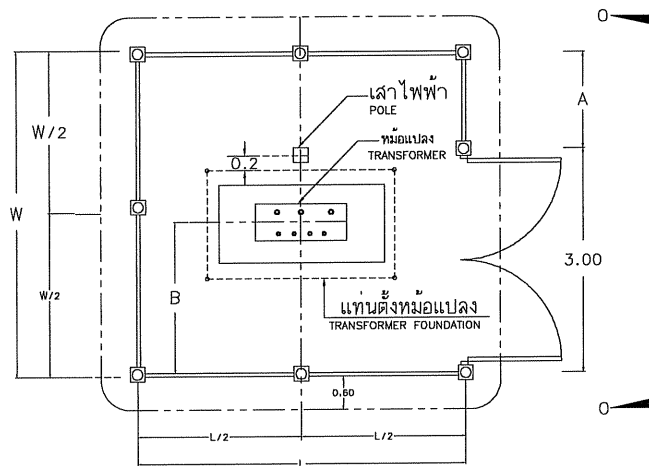 0
W/2
A
เสาไฟฟ้า
POLE
หม้อแปลง
TRANSFORMER
0.2
W
B
3.00
W/2
แท่นตั้งหม้อแปลง
TRANSFORMER FOUNDATION
0.60
0
L/2
L/2